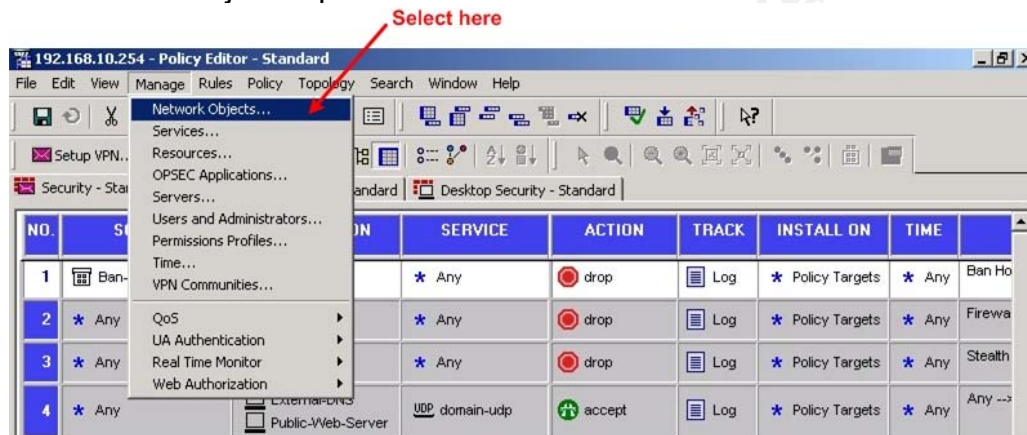 Select here
192.168.10.254 - Policy Editor - Standard
File Edit View Manage Rules Policy Topology Search Window Help
Network Objects...
Services...
Resources...
OPSEC Applications...
Servers...
Users and Administrators...
Permissions Profiles...
Time...
VPN Communities...
QoS
UA Authentication
Real Time Monitor
Web Authorization
Setup VPN..
Security - Sta
andard
Desktop Security - Standard
NO. S ON SERVICE ACTION TRACK INSTALL ON TIME
1 Ban- * Any drop Log * Policy Targets * Any Ban Ho
2 * Any * Any drop Log * Policy Targets * Any Firewa
3 * Any * Any drop Log * Policy Targets * Any Stealth
4 * Any External-DNS UDP domain-udp accept Log * Policy Targets * Any Any -->
Public-Web-Server